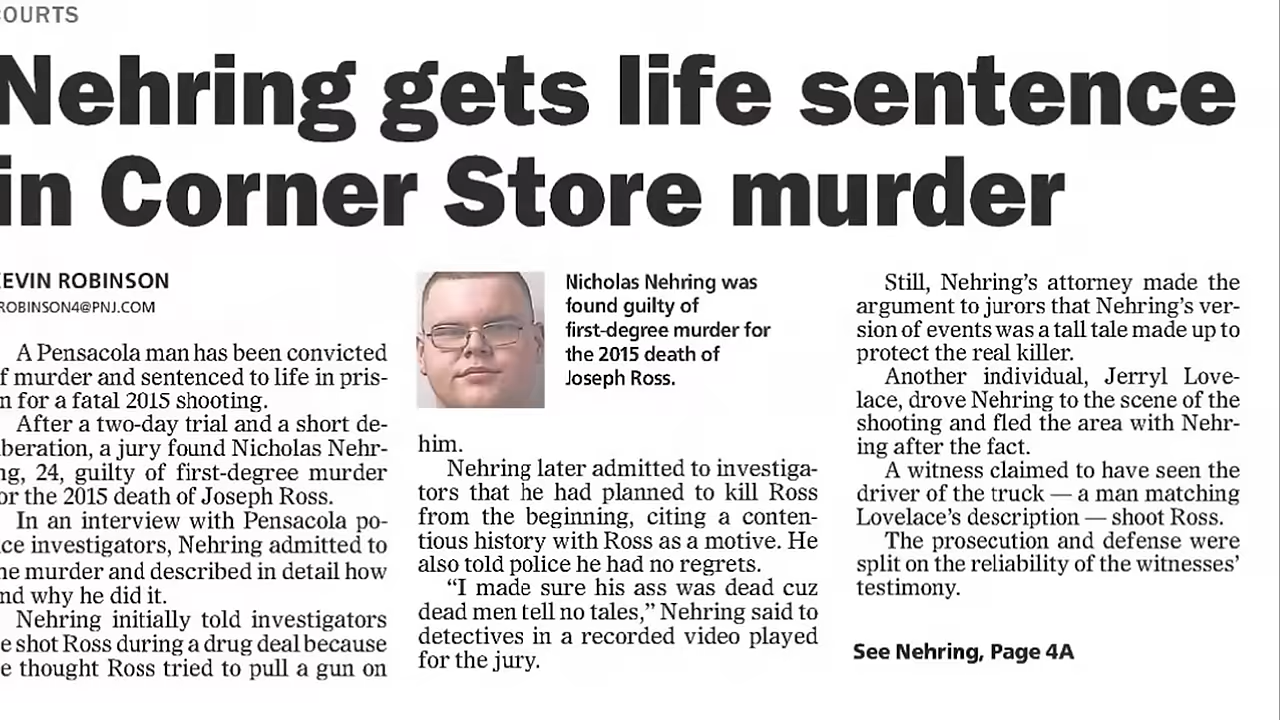 COURTS
Nehring gets life sentence
in Corner Store murder
KEVIN ROBINSON
ROBINSON4@PNJ.COM
A Pensacola man has been convicted
f murder and sentenced to life in pris-
n for a fatal 2015 shooting.
After a two-day trial and a short de-
iberation, a jury found Nicholas Nehr-
ng, 24, guilty of first-degree murder
or the 2015 death of Joseph Ross.
In an interview with Pensacola po-
ice investigators, Nehring admitted to
he murder and described in detail how
nd why he did it.
Nehring initially told investigators
e shot Ross during a drug deal because
e thought Ross tried to pull a gun on
Nicholas Nehring was
found guilty of
first-degree murder for
the 2015 death of
Joseph Ross.
him.
Nehring later admitted to investiga-
tors that he had planned to kill Ross
from the beginning, citing a conten-
tious history with Ross as a motive. He
also told police he had no regrets.
“I made sure his ass was dead cuz
dead men tell no tales,” Nehring said to
detectives in a recorded video played
for the jury.
Still, Nehring’s attorney made the
argument to jurors that Nehring’s ver-
sion of events was a tall tale made up to
protect the real killer.
Another individual, Jerryl Love-
lace, drove Nehring to the scene of the
shooting and fled the area with Nehr-
ing after the fact.
A witness claimed to have seen the
driver of the truck — a man matching
Lovelace’s description — shoot Ross.
The prosecution and defense were
split on the reliability of the witnesses’
testimony.
See Nehring, Page 4A